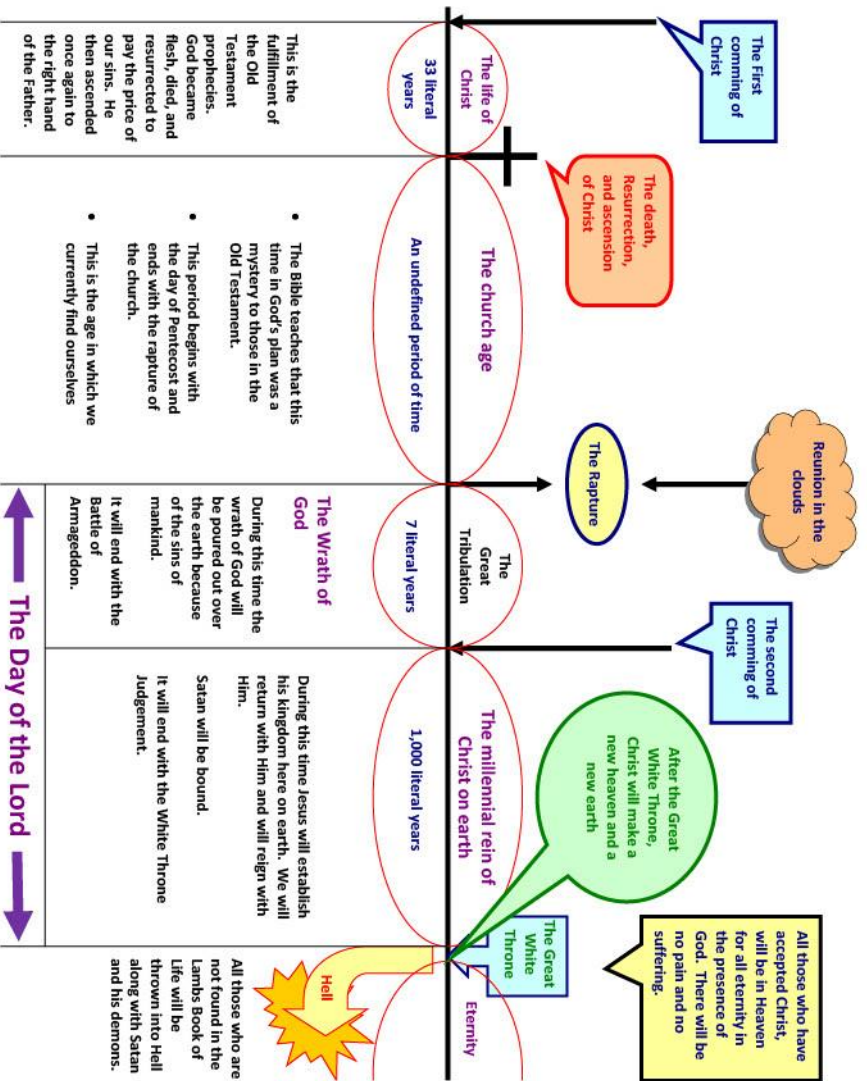 The First
comming of
Christ
The death,
Resurrection,
and ascension
of Christ
Reunion in the
clouds
The Rapture
The second
comming of
Christ
After the Great
White Throne,
Christ will make a
new heaven and a
new earth
All those who have
accepted Christ,
will be in Heaven
for all eternity in
the presence of
God. There will be
no pain and no
suffering.
The Great
White
Throne
The life of
Christ
33 literal
years
The church age
An undefined period of time
The
Great
Tribulation
7 literal years
The millennial rein of
Christ on earth
1,000 literal years
Eternity
This is the
fulfillment of
the Old
Testament
prophecies.
God became
flesh, died, and
resurrected to
pay the price of
our sins. He
then ascended
once again to
the right hand
of the Father.
• The Bible teaches that this
time in God's plan was a
mystery to those in the
Old Testament.
• This period begins with
the day of Pentecost and
ends with the rapture of
the church.
• This is the age in which we
currently find ourselves
The Wrath of
God
During this time the
wrath of God will
be poured out over
the earth because
of the sins of
mankind.
It will end with the
Battle of
Armageddon.
During this time Jesus will establish
his kingdom here on earth. We will
return with Him and will reign with
Him.
Satan will be bound.
It will end with the White Throne
Judgement.
Hell
All those who are
not found in the
Lambs Book of
Life will be
thrown into Hell
along with Satan
and his demons.
The Day of the Lord